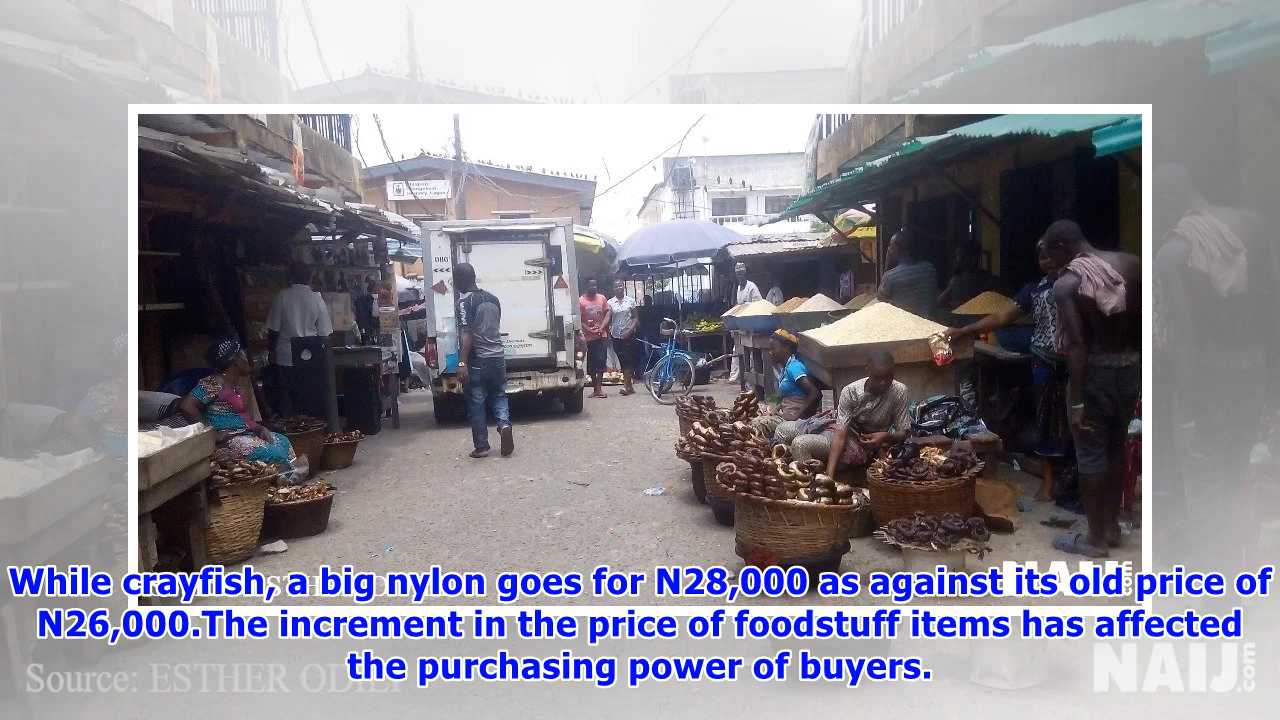 While crayfish, a big nylon goes for N28,000 as against its old price of
N26,000.The increment in the price of foodstuff items has affected
the purchasing power of buyers.
Source: ESTHER ODILI
NAIJ.com